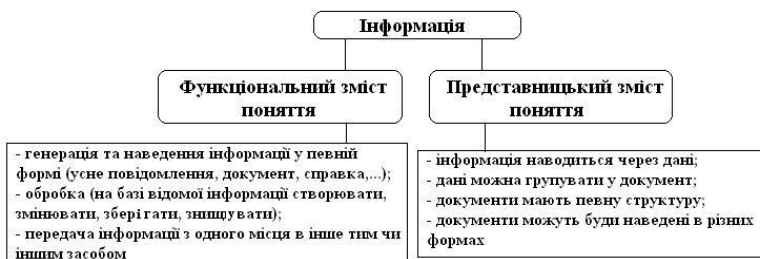 Інформація
Функціональний зміст
поняття
Представницький зміст
поняття
- генерація та наведення інформації у певній
формі (усне повідомлення, документ, справка,...);
- обробка (на базі відомої інформації створювати,
змінювати, зберігати, знищувати);
- передача інформації з одного місця в інше тим чи
іншим засобом
- інформація наводиться через дані;
- дані можна групувати у документ;
- документи мають певну структуру;
- документи можуть буди наведені в різних
формах